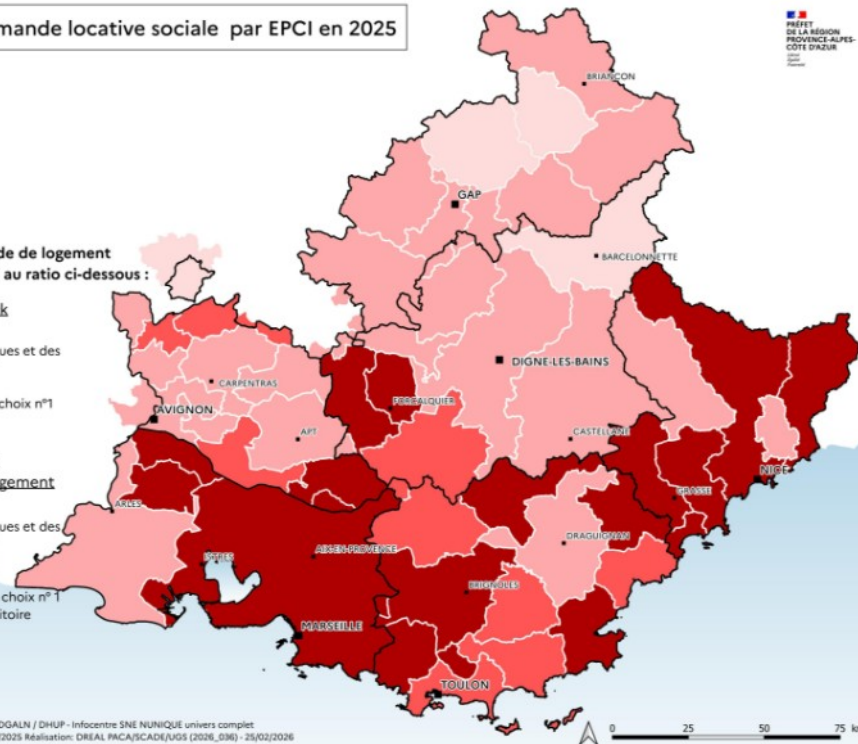 mande locative sociale par EPCI en 2025
PRÉFET
DE LA RÉGION
PROVENCE-ALPES-
CÔTE D'AZUR
BRIANCON
GAP
de de logement
au ratio ci-dessous :
BARCELONNETTE
k
ues et des
DIGNE-LES-BAINS
CARPENTRAS
choix n°1
FORCALQUIER
AVIGNON
APT
CASTELLANE
NICE
gement
GRASSE
ARLES
ues et des
DRAGUIGNAN
ISTRES
AIX-EN-PROVENCE
BRIGNOLES
choix n° 1
itoire
MARSEILLE
TOULON
DGALN / DHUP - Infocentre SNE NUNIQUE univers complet
/2025 Réalisation: DREAL PACA/SCADE/UGS (2026_036) - 25/02/2026
0 25 50 75 k